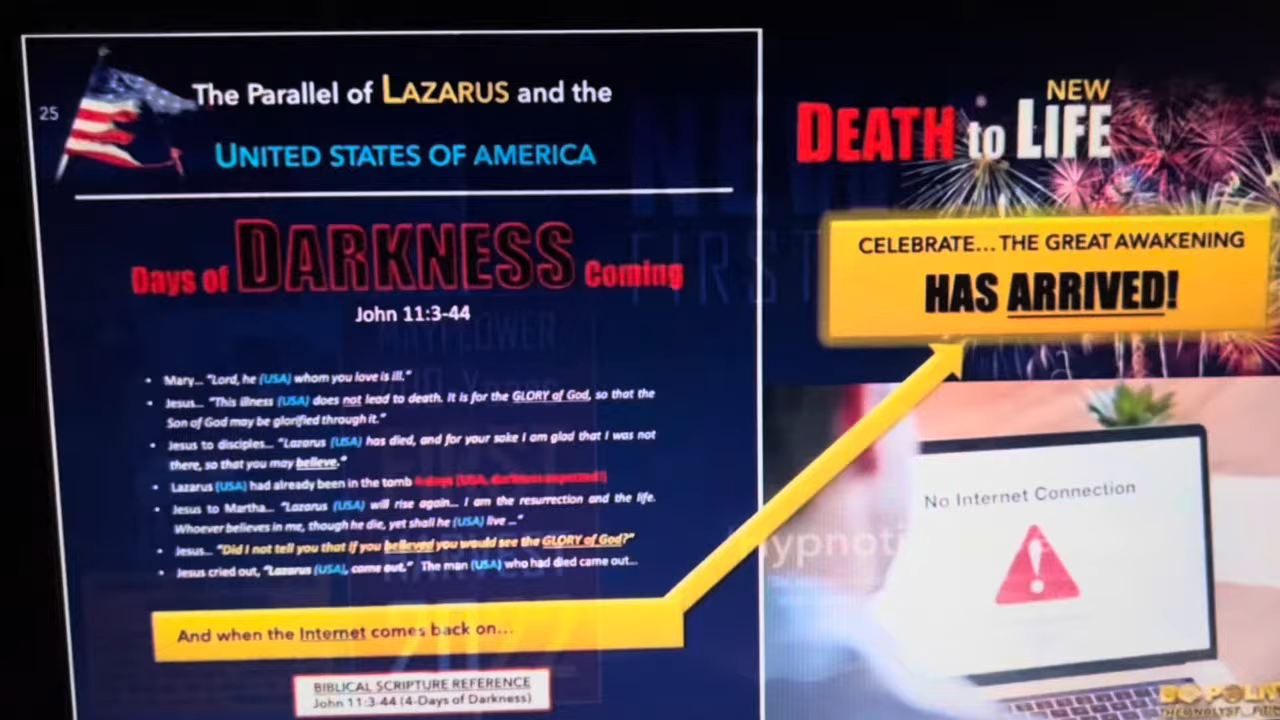 25
The Parallel of LAZARUS and the
UNITED STATES OF AMERICA
Days of DARKNESS Coming
John 11:3-44
• Mary... "Lord, he (USA) whom you love is ill."
• Jesus... "This illness (USA) does not lead to death. It is for the GLORY of God, so that the
Son of God may be glorified through it."
• Jesus to disciples... "Lazarus (USA) has died, and for your sake I am glad that I was not
there, so that you may believe."
• Lazarus (USA) had already been in the tomb 4-days (USA, darkness
• Jesus to Martha... "Lazarus (USA) will rise again... I am the resurrection and the life.
Whoever believes in me, though he die, yet shall he (USA) live ..."
• Jesus... "Did I not tell you that if you believed you would see the GLORY of God?"
• Jesus cried out, "Lazarus (USA), come out." The man (USA) who had died came out...
And when the Internet comes back on...
BIBLICAL SCRIPTURE REFERENCE
John 11:3-44 (4-Days of Darkness)
NEW
DEATH to LIFE
CELEBRATE...THE GREAT AWAKENING
HAS ARRIVED!
No Internet Connection
FIRST
MAYFLOWER
HARVEST
2022